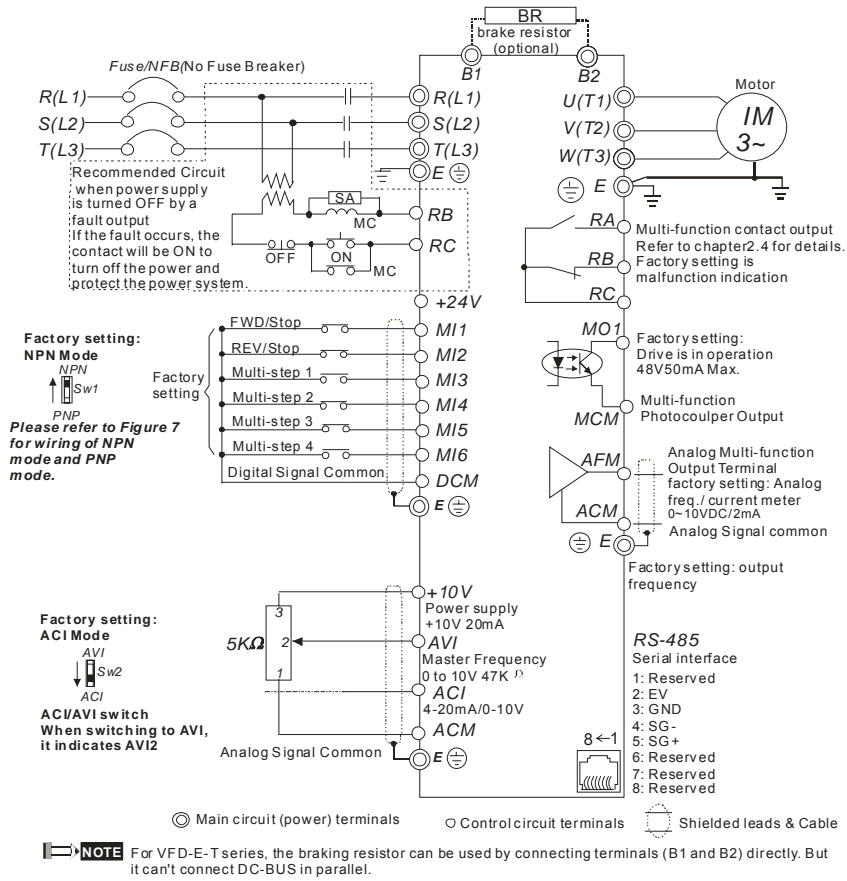 BR
brake resistor
(optional)
B1
B2
Fuse/NFB(No Fuse Breaker)
R(L1)
S(L2)
T(L3)
R(L1)
S(L2)
T(L3)
E
Recommended Circuit
when power supply
is turned OFF by a
fault output
If the fault occurs, the
contact will be ON to
turn off the power and
protect the power system.
SA
MC
OFF
ON
MC
RB
RC
U(T1)
V(T2)
W(T3)
E
Motor
IM
3~
RA
RB
RC
Multi-function contact output
Refer to chapter2.4 for details.
Factory setting is
malfunction indication
+24V
Factory setting:
NPN Mode
NPN
Sw1
PNP
Please refer to Figure 7
for wiring of NPN
mode and PNP
mode.
Factory
setting
FWD/Stop
REV/Stop
Multi-step 1
Multi-step 2
Multi-step 3
Multi-step 4
Digital Signal Common
MI1
MI2
MI3
MI4
MI5
MI6
DCM
E
MO1
Factory setting:
Drive is in operation
48V50mA Max.
Multi-function
Photocoulper Output
MCM
AFM
Analog Multi-function
Output Terminal
factory setting: Analog
freq./ current meter
0~10VDC/2mA
ACM
Analog Signal common
E
Factory setting: output
frequency
Factory setting:
ACI Mode
AVI
Sw2
ACI
ACI/AVI switch
When switching to AVI,
it indicates AVI2
5KΩ
3
2
1
+10V
Power supply
+10V 20mA
AVI
Master Frequency
0 to 10V 47K Ω
ACI
4-20mA/0-10V
ACM
Analog Signal Common
E
RS-485
Serial interface
1: Reserved
2: EV
3: GND
4: SG-
5: SG+
6: Reserved
7: Reserved
8: Reserved
8←1
Main circuit (power) terminals
Control circuit terminals
Shielded leads & Cable
NOTE For VFD-E-T series, the braking resistor can be used by connecting terminals (B1 and B2) directly. But
it can't connect DC-BUS in parallel.